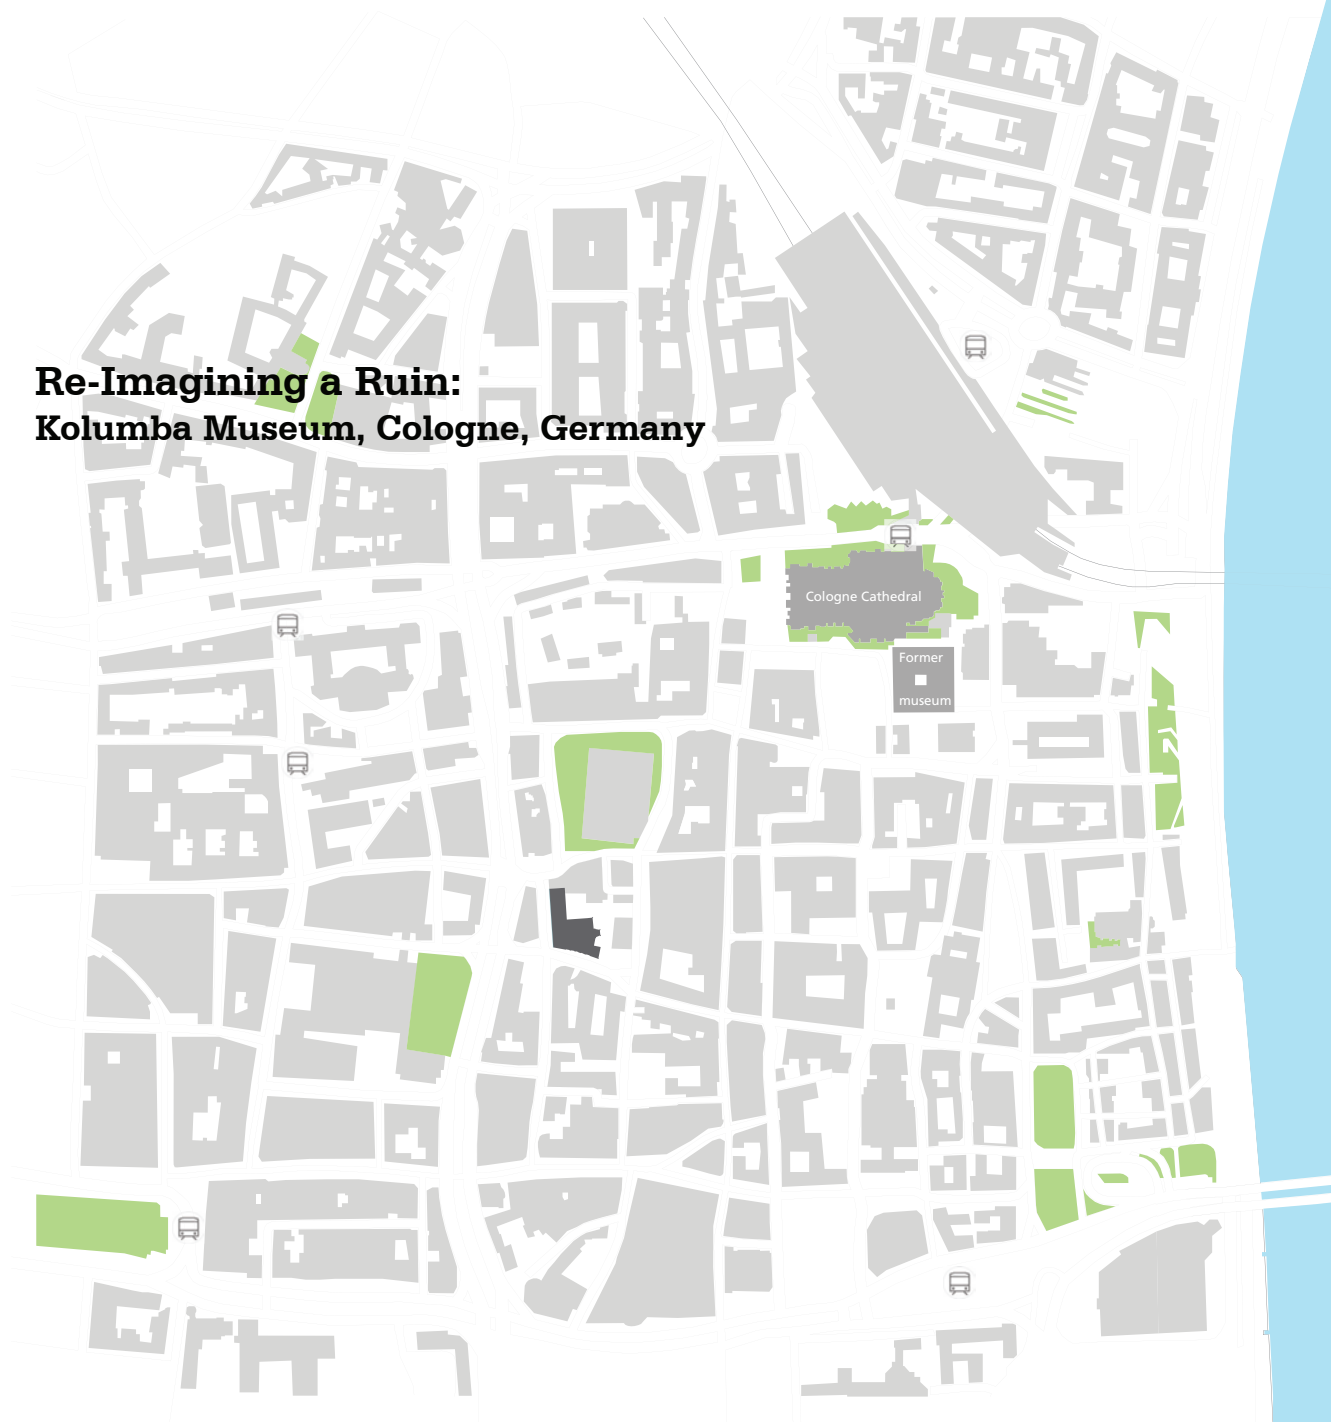 Re-Imagining a Ruin:
Kolumba Museum, Cologne, Germany
Cologne Cathedral
Former
museum